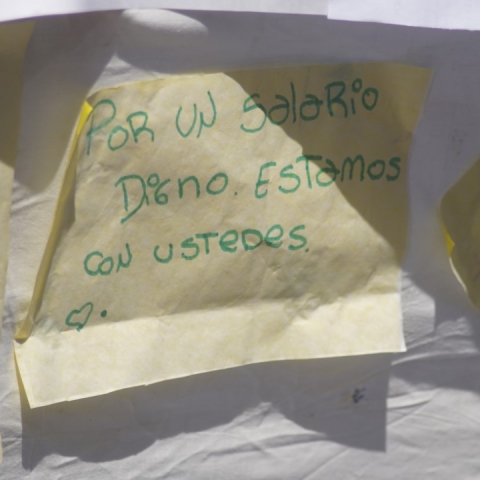 POR UN SalaRio
DiGNO. ESTamos
CON USTEDES.
♡.